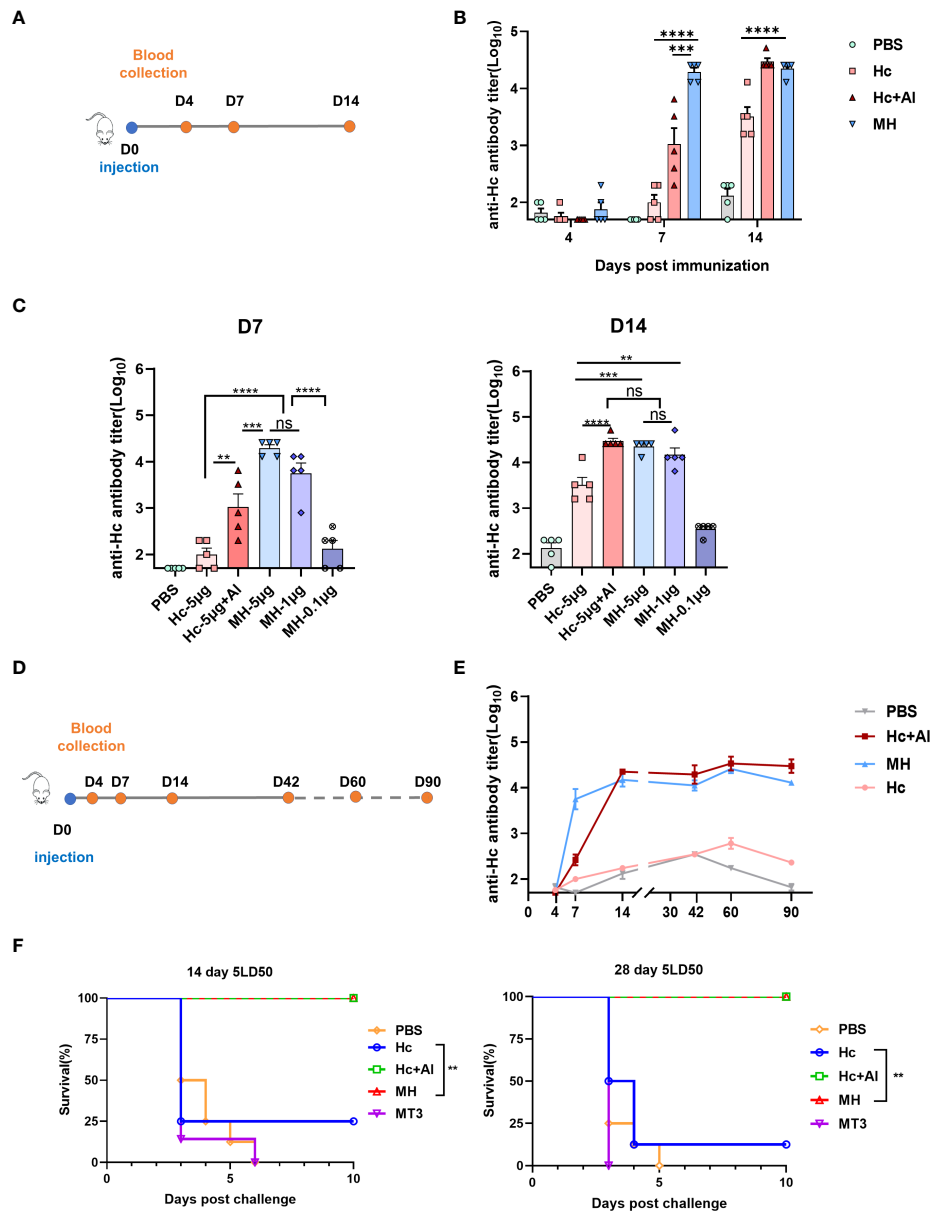 A
Blood
collection
D4 D7 D14
D0
injection
B
anti-Hc antibody titer(Log10)
5
4
3
2
****
***
****
4 7 14
Days post immunization
PBS
Hc
Hc+Al
MH
C
D7
anti-Hc antibody titer(Log10)
6
5
4
3
2
****
****
***
ns
**
PBS
Hc-5μg
Hc-5μg+Al
MH-5μg
MH-1μg
MH-0.1μg
D14
anti-Hc antibody titer(Log10)
6
5
4
3
2
**
***
ns
****
ns
PBS
Hc-5μg
Hc-5μg+Al
MH-5μg
MH-1μg
MH-0.1μg
D
Blood
collection
D4 D7 D14 D42 D60 D90
D0
injection
E
anti-Hc antibody titer(Log10)
6
5
4
3
2
0 4 7 14 30 42 60 90
PBS
Hc+Al
MH
Hc
F
14 day 5LD50
Survival(%)
100
75
50
25
0
0 5 10
Days post challenge
PBS
Hc
Hc+Al
MH
MT3
**
28 day 5LD50
Survival(%)
100
75
50
25
0
0 5 10
Days post challenge
PBS
Hc
Hc+Al
MH
MT3
**